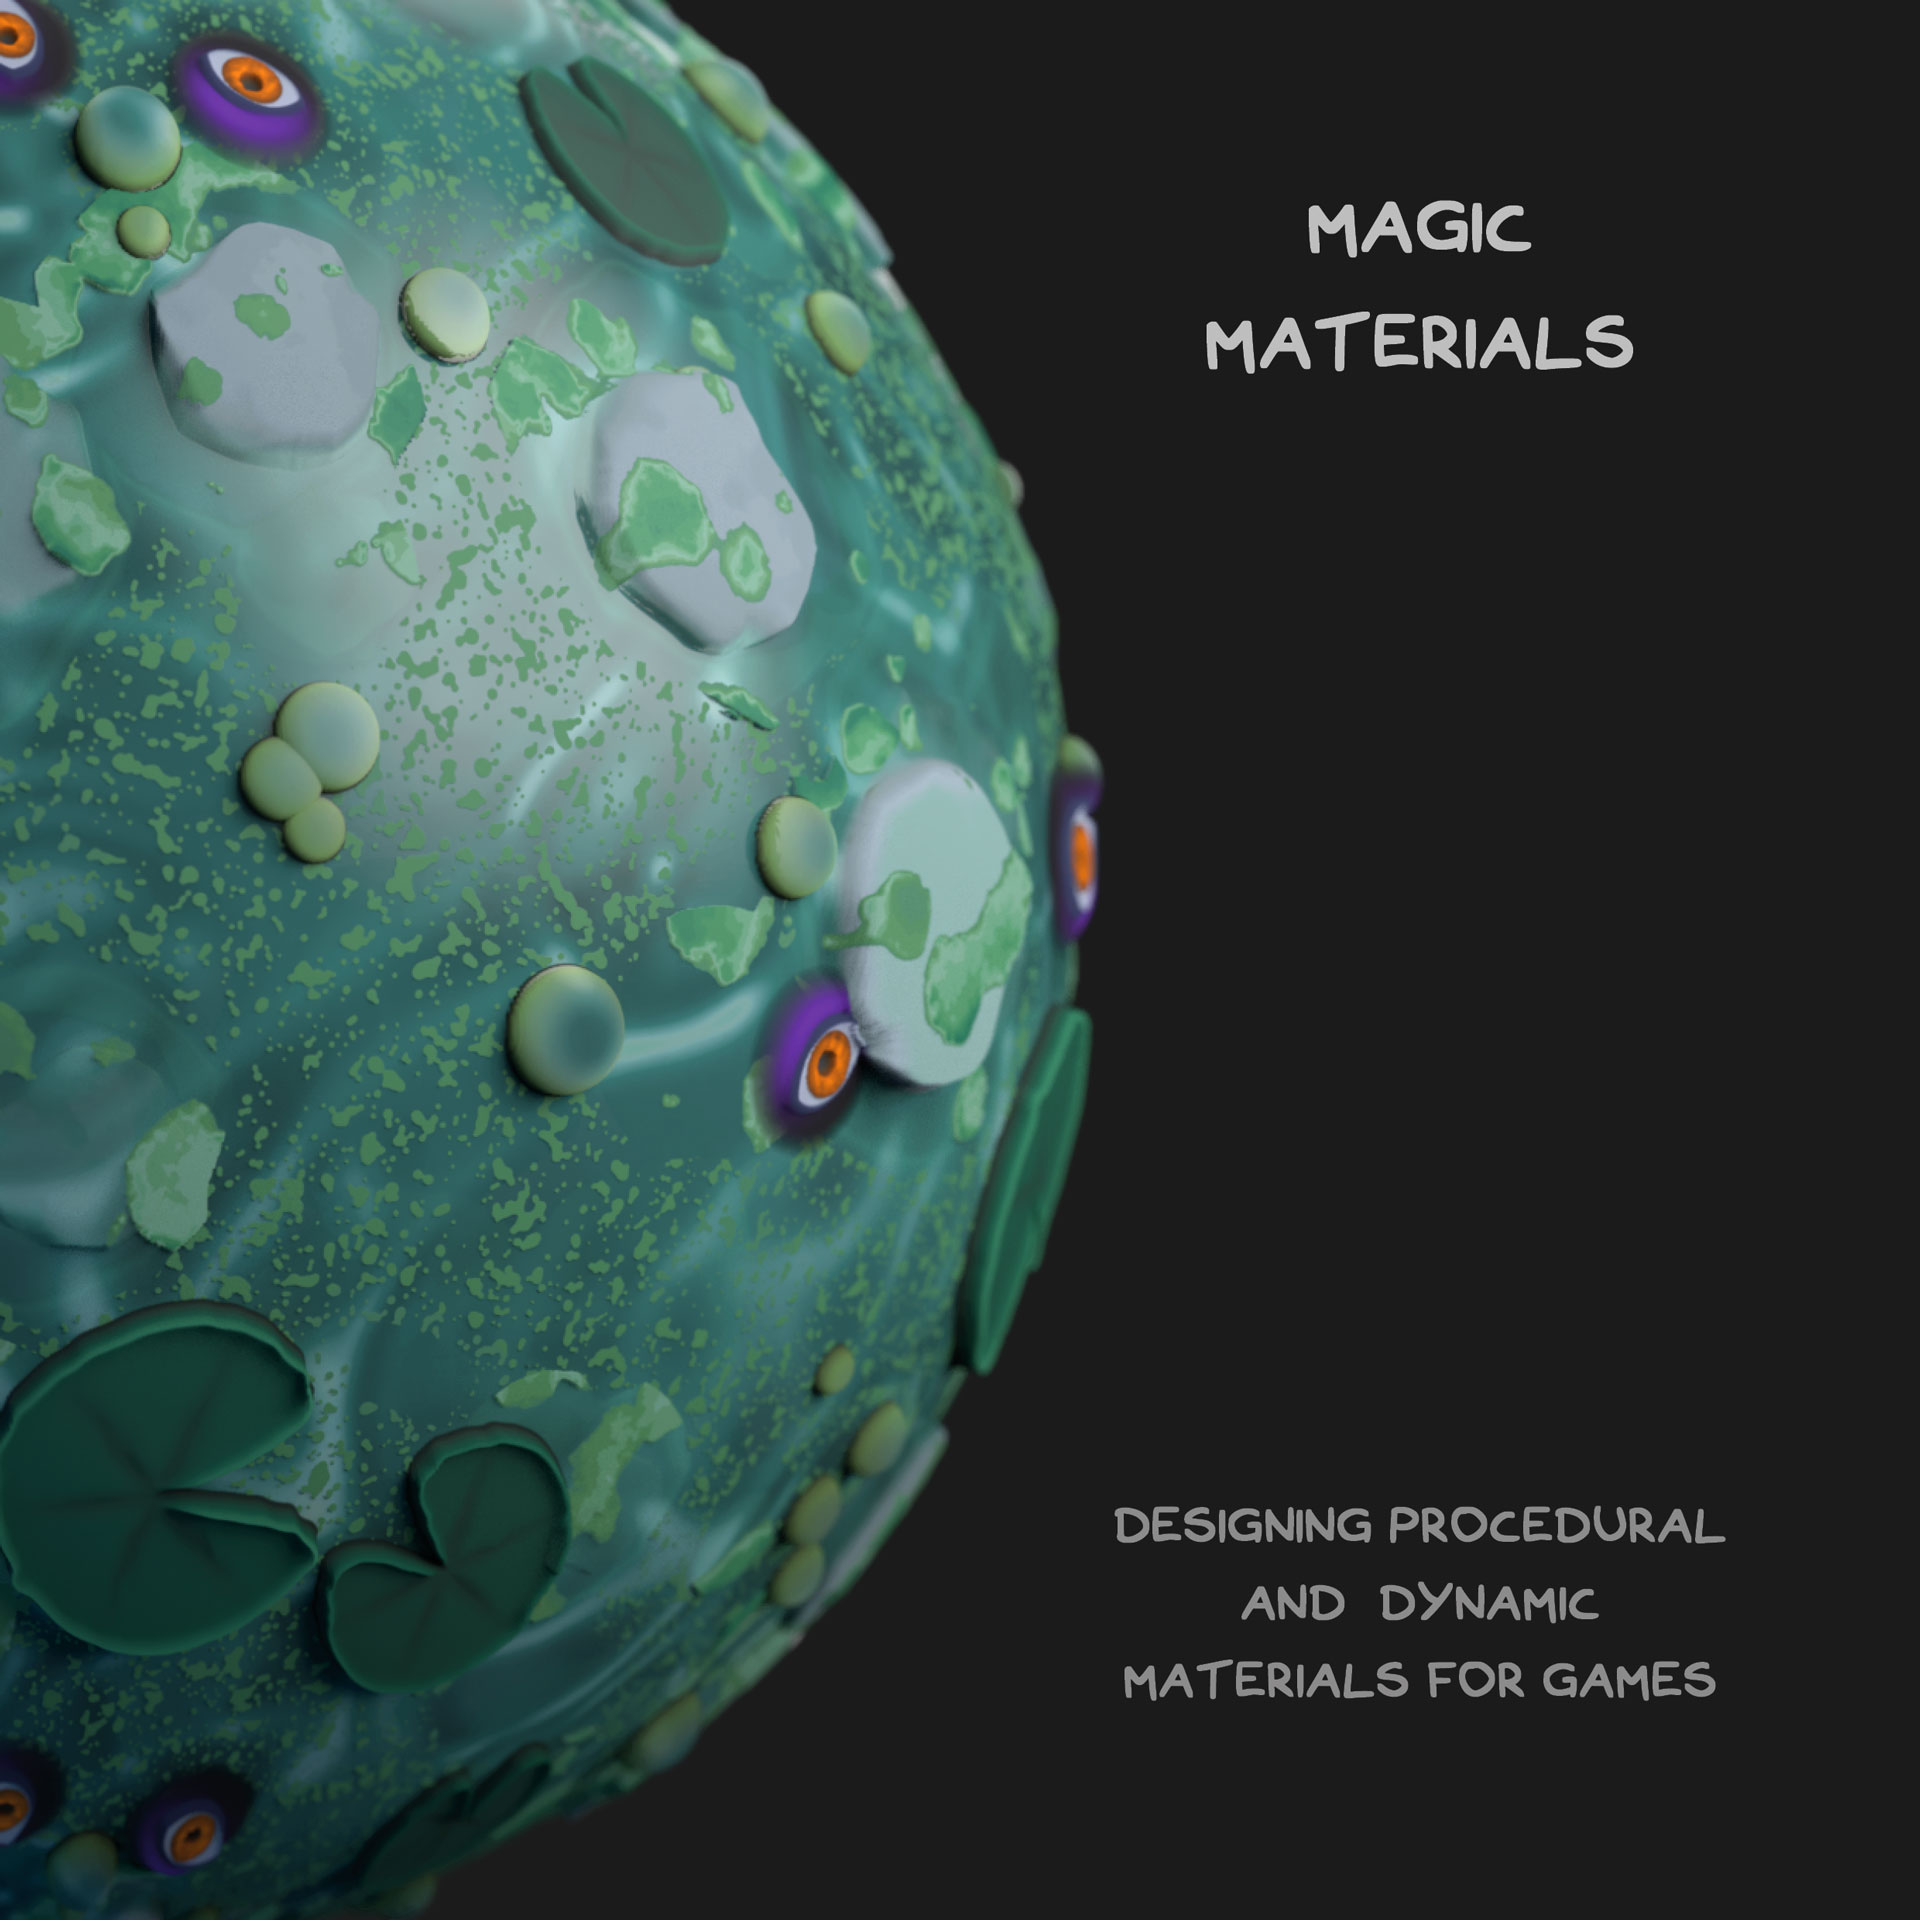 MAGIC
MATERIALS
DESIGNING PROCEDURAL
AND DYNAMIC
MATERIALS FOR GAMES